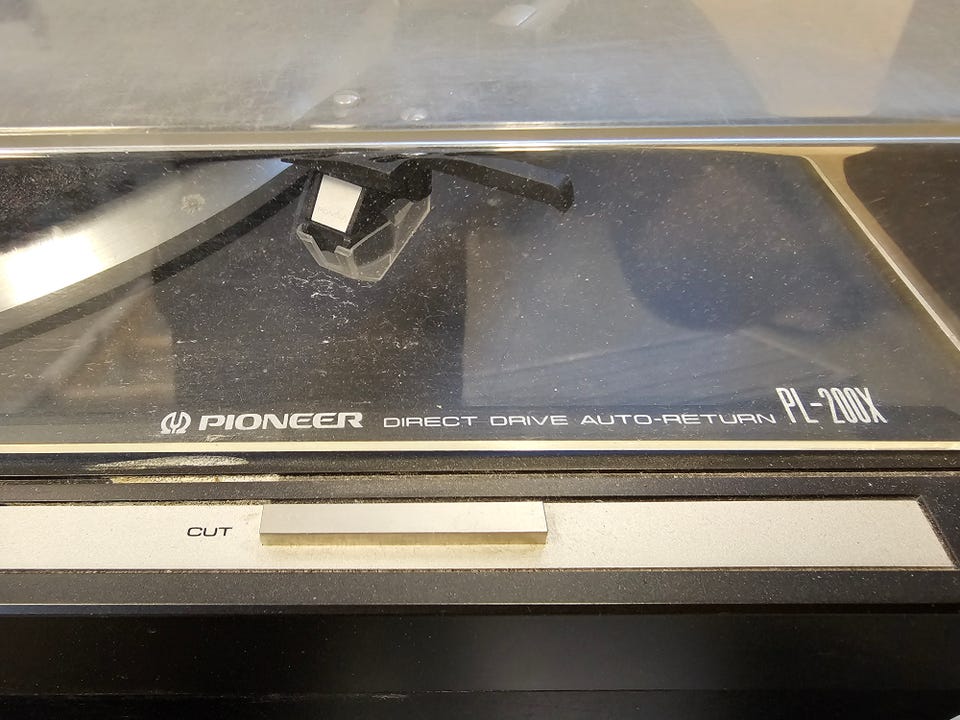 PIONEER DIRECT DRIVE AUTO-RETURN PL-200X
CUT